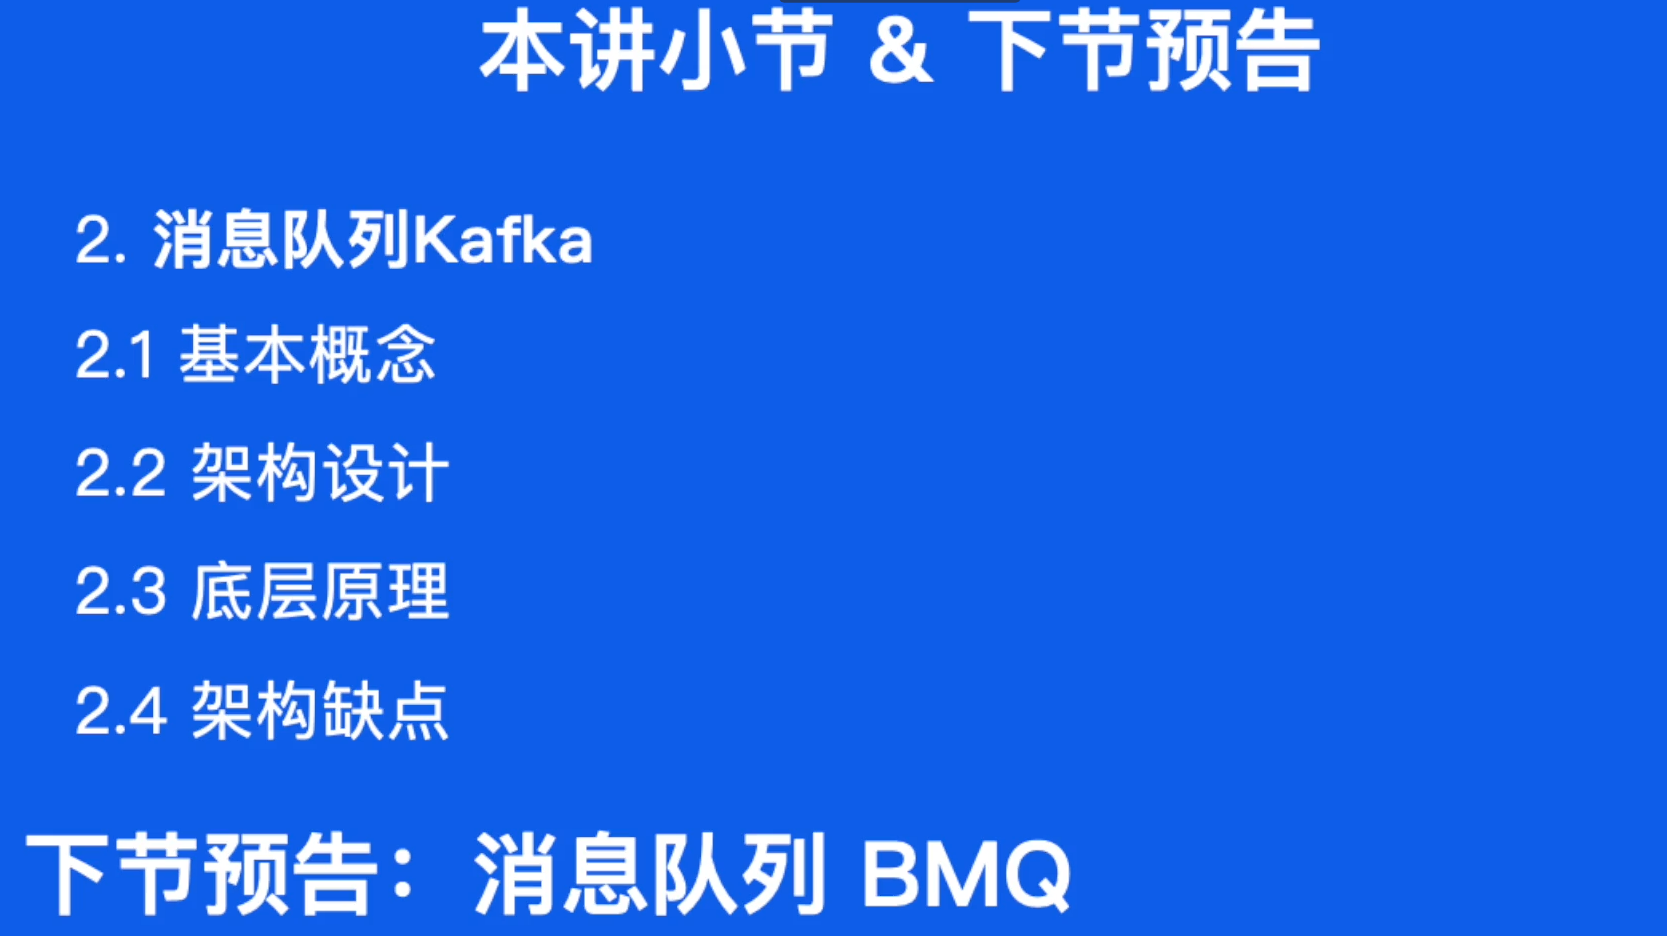 本讲小节 & 下节预告
2. 消息队列Kafka
2.1 基本概念
2.2 架构设计
2.3 底层原理
2.4 架构缺点
下节预告：消息队列 BMQ